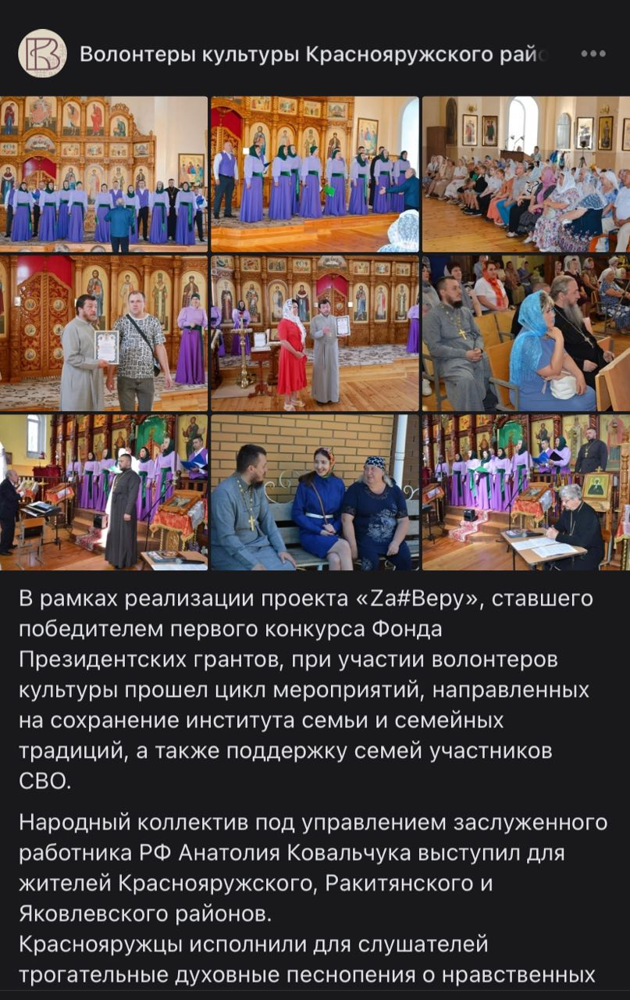 Волонтеры культуры Краснояружского рай
В рамках реализации проекта «Za#Веру», ставшего
победителем первого конкурса Фонда
Президентских грантов, при участии волонтеров
культуры прошел цикл мероприятий, направленных
на сохранение института семьи и семейных
традиций, а также поддержку семей участников
СВО.
Народный коллектив под управлением заслуженного
работника РФ Анатолия Ковальчука выступил для
жителей Краснояружского, Ракитянского и
Яковлевского районов.
Краснояружцы исполнили для слушателей
трогательные духовные песнопения о нравственных